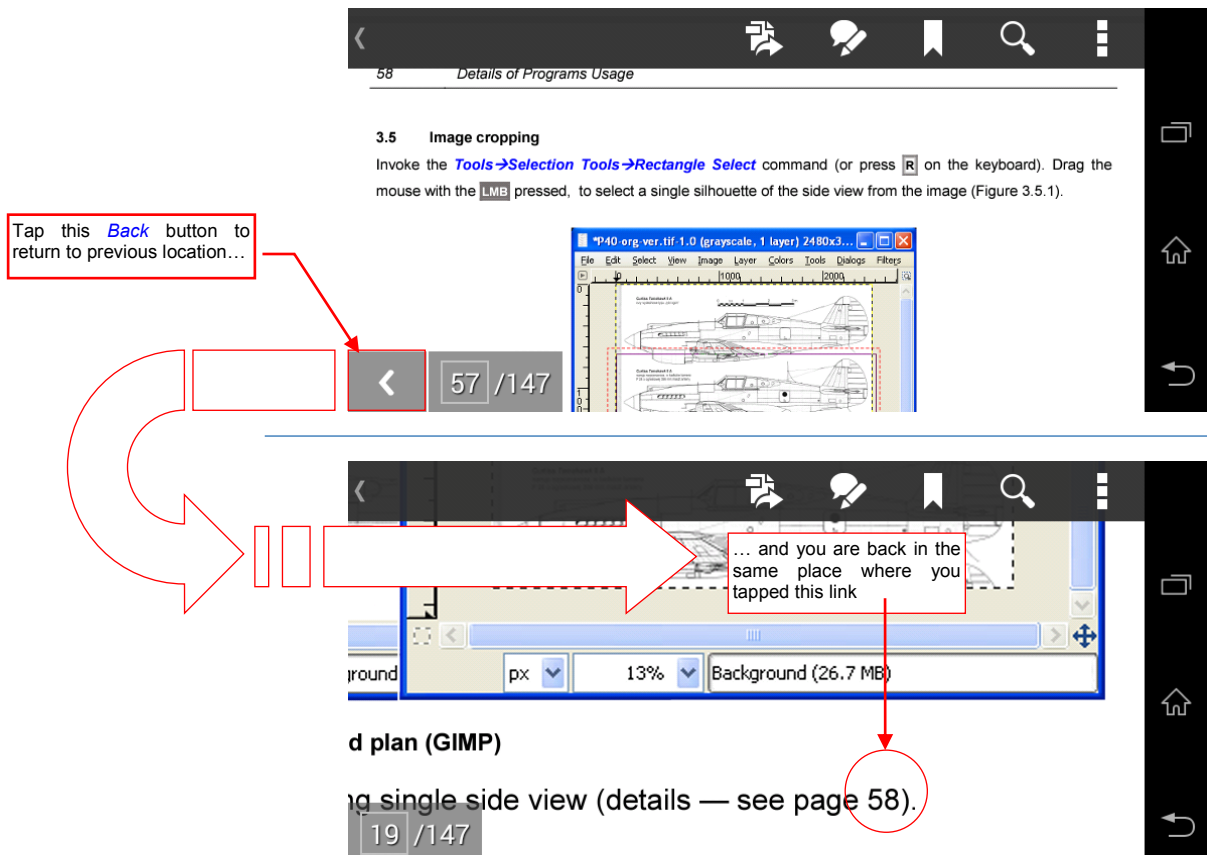 58 Details of Programs Usage
3.5 Image cropping
Invoke the Tools→Selection Tools→Rectangle Select command (or press R on the keyboard). Drag the
mouse with the LMB pressed, to select a single silhouette of the side view from the image (Figure 3.5.1).
Tap this Back button to
return to previous location…
*P40-org-ver.tif-1.0 (grayscale, 1 layer) 2480x3...
File Edit Select View Image Layer Colors Tools Dialogs Filters
0 1000 2000
0
57 /147
… and you are back in the
same place where you
tapped this link
ground
px 13% Background (26.7 MB)
d plan (GIMP)
ng single side view (details — see page 58).
19 /147